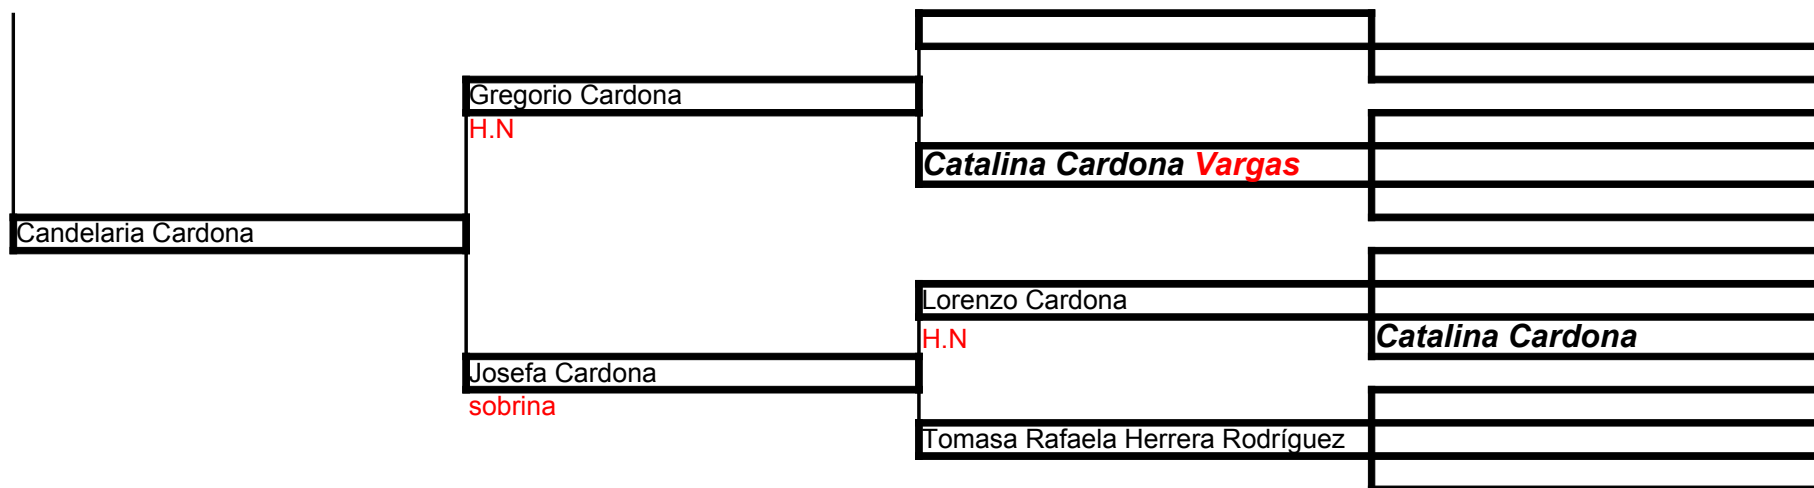 Gregorio Cardona
H.N
Catalina Cardona Vargas
Candelaria Cardona
Lorenzo Cardona
H.N
Catalina Cardona
Josefa Cardona
sobrina
Tomasa Rafaela Herrera Rodríguez